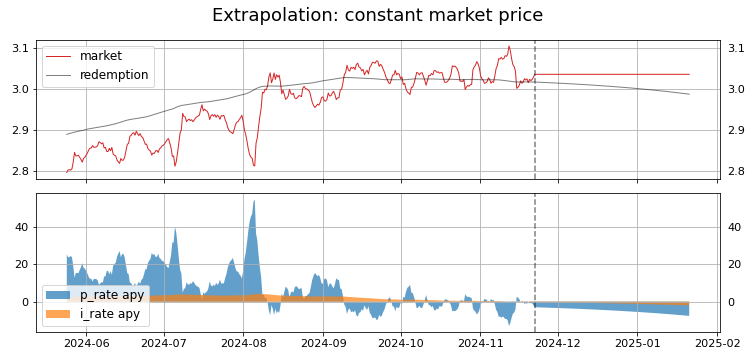 Extrapolation: constant market price
3.1 3.1
market
redemption
3.0 3.0
2.9 2.9
2.8 2.8
40 40
20 20
0 0
p_rate apy
i_rate apy
2024-06 2024-07 2024-08 2024-09 2024-10 2024-11 2024-12 2025-01 2025-02